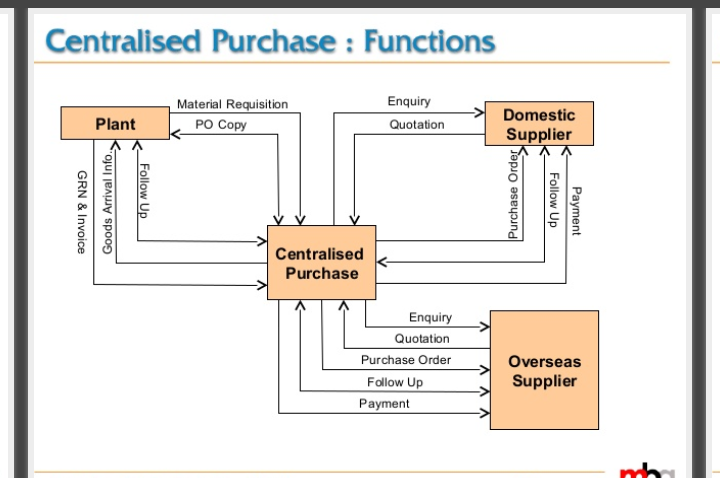 Centralised Purchase : Functions
Material Requisition
PO Copy
Plant
GRN & Invoice
Goods Arrival Info.
Follow Up
Enquiry
Quotation
Domestic
Supplier
Purchase Order
Follow Up
Payment
Centralised
Purchase
Enquiry
Quotation
Purchase Order
Follow Up
Payment
Overseas
Supplier